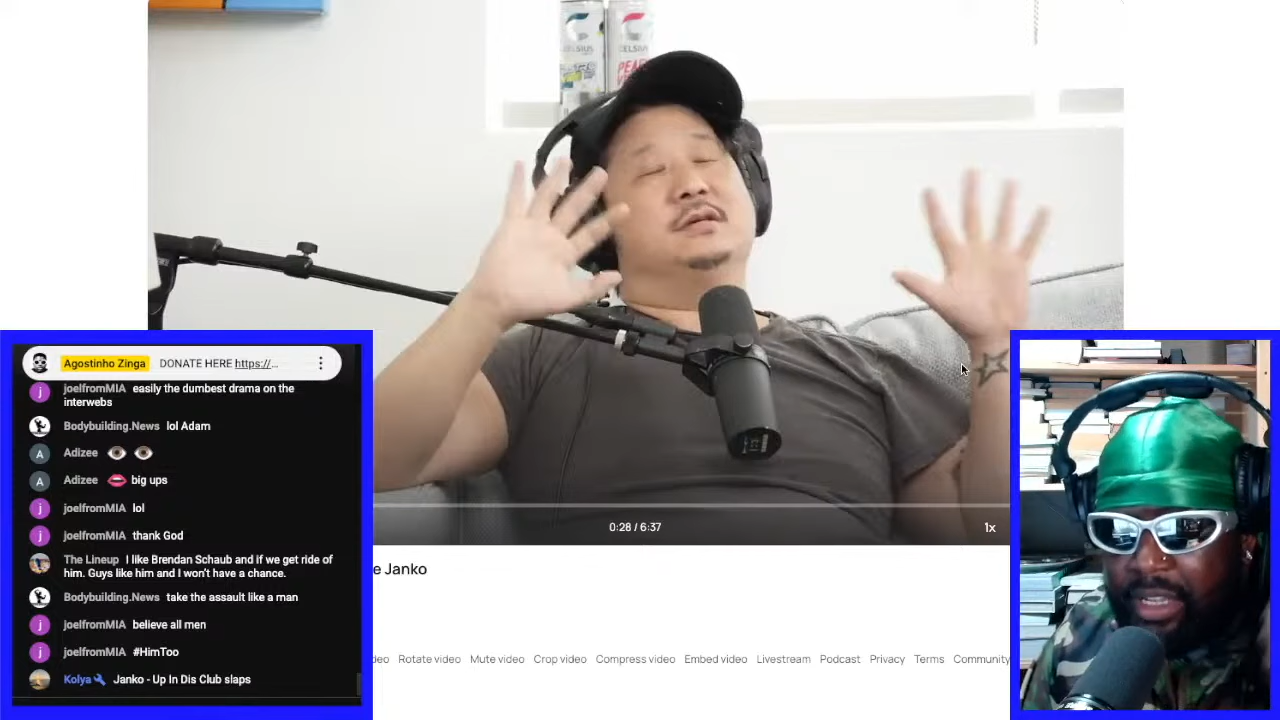 CELSIUS
CELSIUS
0:28 / 6:37
1x
e Janko
deo Rotate video Mute video Crop video Compress video Embed video Livestream Podcast Privacy Terms Community
Agostinho Zinga DONATE HERE https://...
joelfromMIA easily the dumbest drama on the
interwebs
Bodybuilding.News lol Adam
A Adizee
A Adizee big ups
j joelfromMIA lol
j joelfromMIA thank God
The Lineup I like Brendan Schaub and if we get ride of
him. Guys like him and I won't have a chance.
Bodybuilding.News take the assault like a man
j joelfromMIA believe all men
j joelfromMIA #HimToo
Kolya Janko - Up In Dis Club slaps